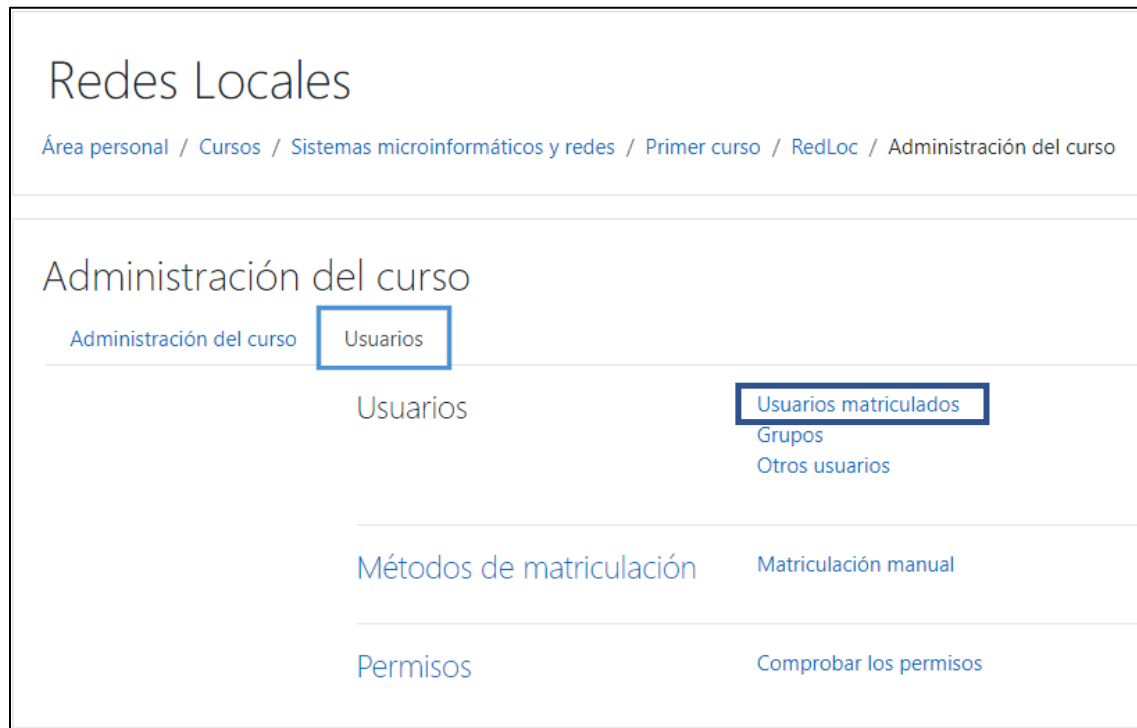 Redes Locales
Área personal / Cursos / Sistemas microinformáticos y redes / Primer curso / RedLoc / Administración del curso
Administración del curso
Administración del curso Usuarios
Usuarios Usuarios matriculados
Grupos
Otros usuarios
Métodos de matriculación Matriculación manual
Permisos Comprobar los permisos